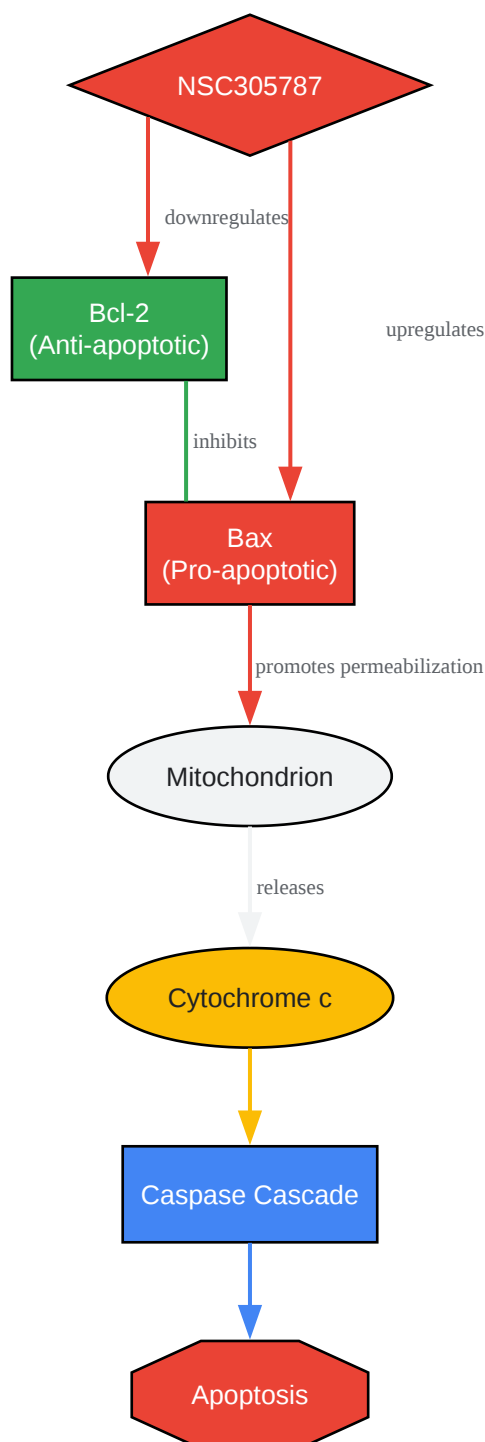 NSC305787
downregulates
Bcl-2
(Anti-apoptotic)
upregulates
inhibits
Bax
(Pro-apoptotic)
promotes permeabilization
Mitochondrion
releases
Cytochrome c
Caspase Cascade
Apoptosis